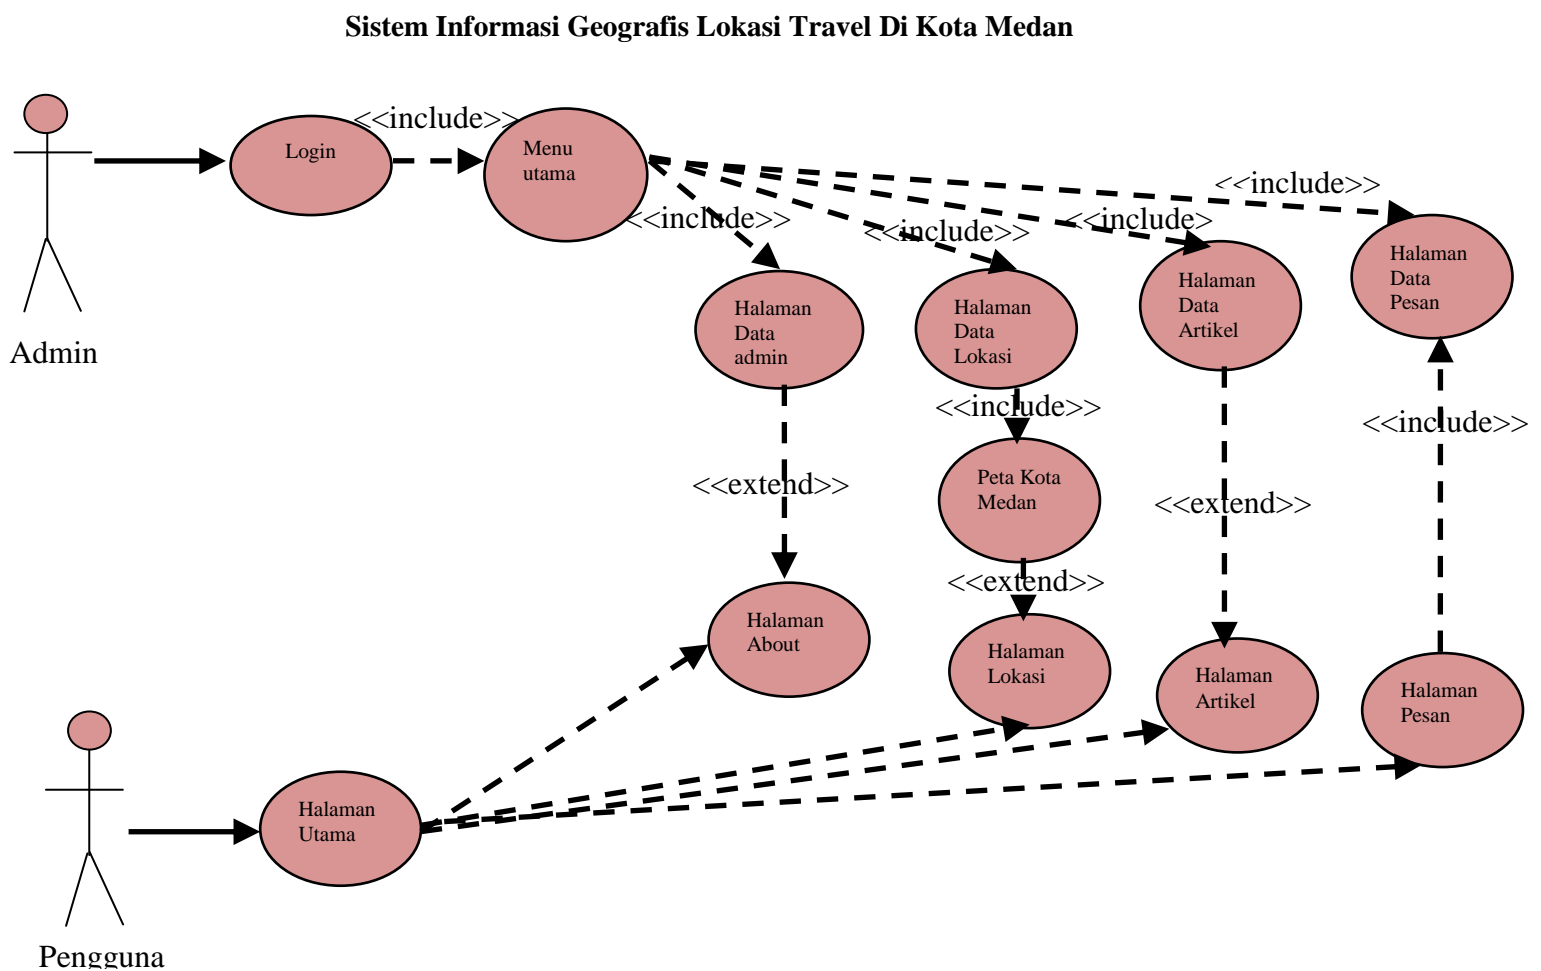 Sistem Informasi Geografis Lokasi Travel Di Kota Medan
<<include>>
Login
Menu
utama
<<include>>
<<include>>
<<include>
<<include>>
Halaman
Data
Pesan
Halaman
Data
Artikel
Halaman
Data
admin
Halaman
Data
Lokasi
Admin
<<include>>
<<include>>
Peta Kota
Medan
<<extend>>
<<extend>>
<<extend>>
Halaman
About
Halaman
Lokasi
Halaman
Artikel
Halaman
Pesan
Halaman
Utama
Pengguna